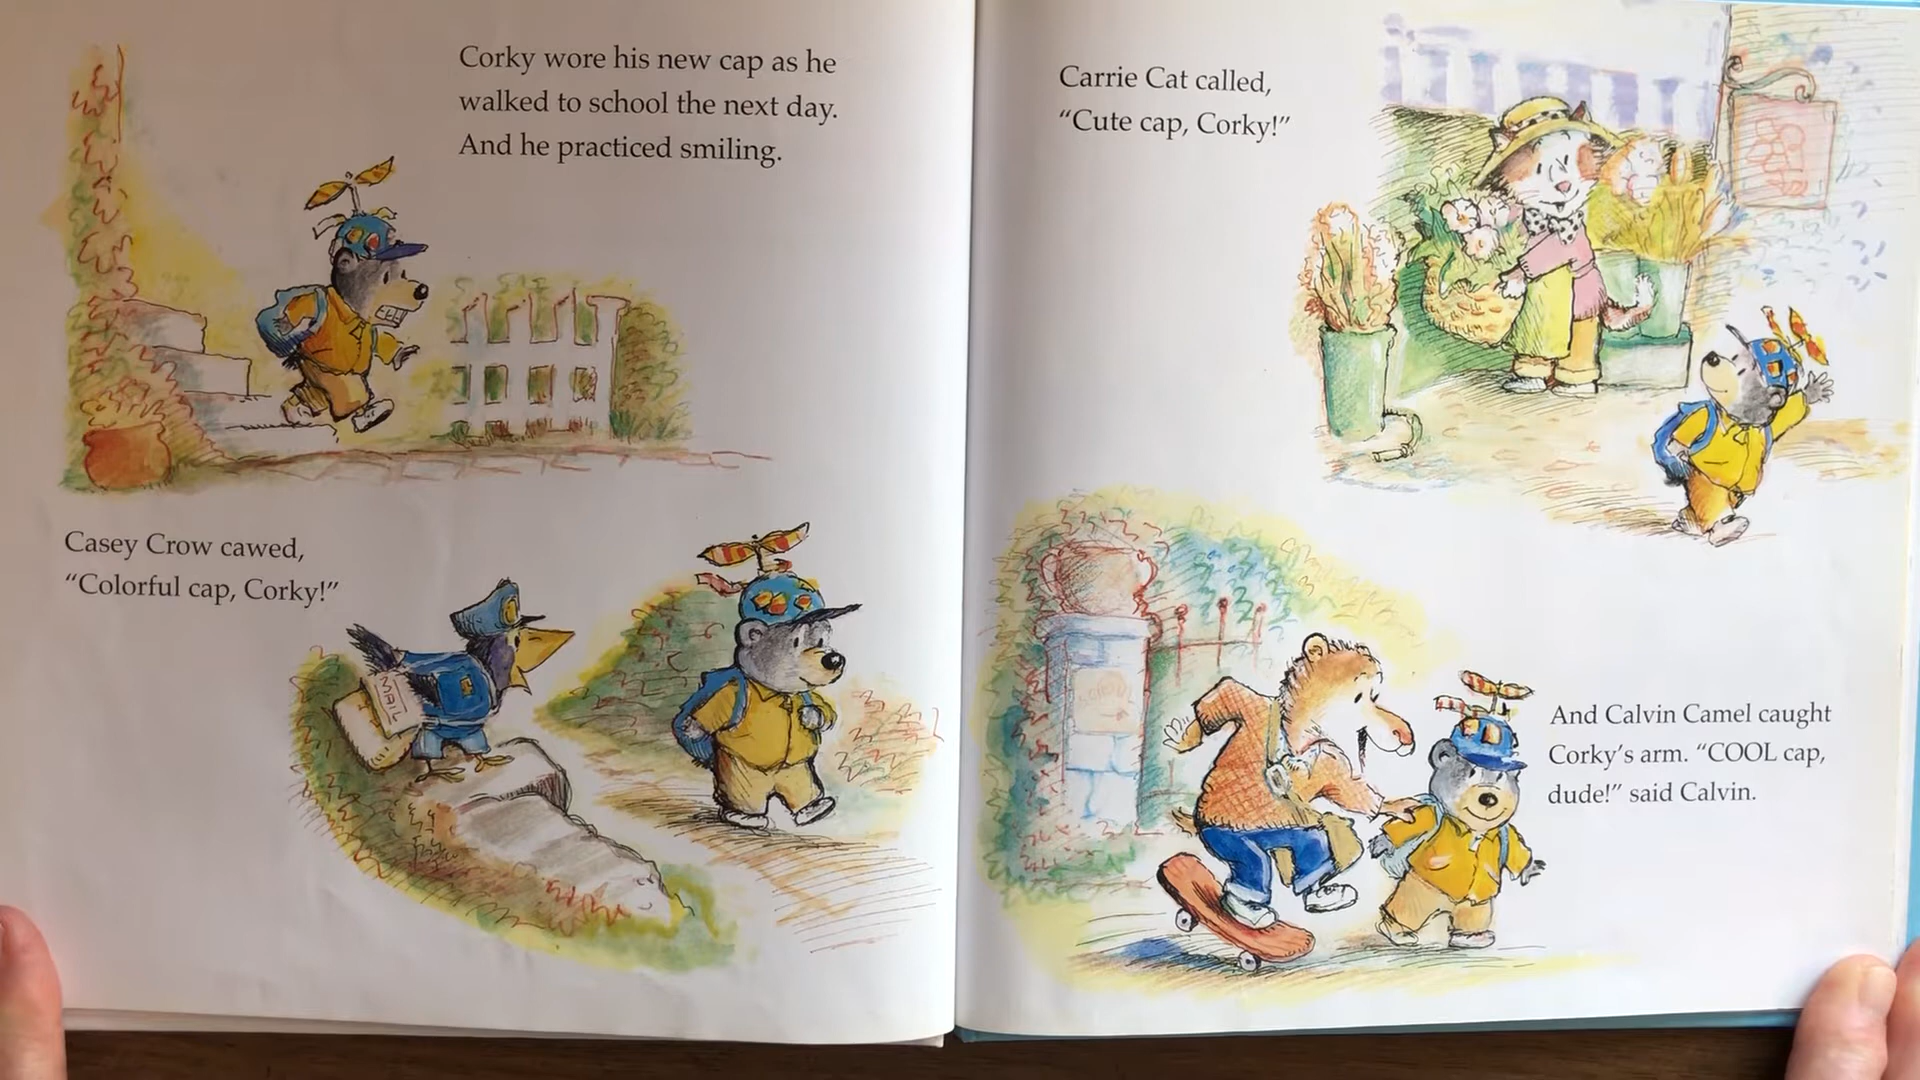 Corky wore his new cap as he
walked to school the next day.
And he practiced smiling.
Casey Crow cawed,
“Colorful cap, Corky!”
MAIL
Carrie Cat called,
“Cute cap, Corky!”
And Calvin Camel caught
Corky’s arm. “COOL cap,
dude!” said Calvin.